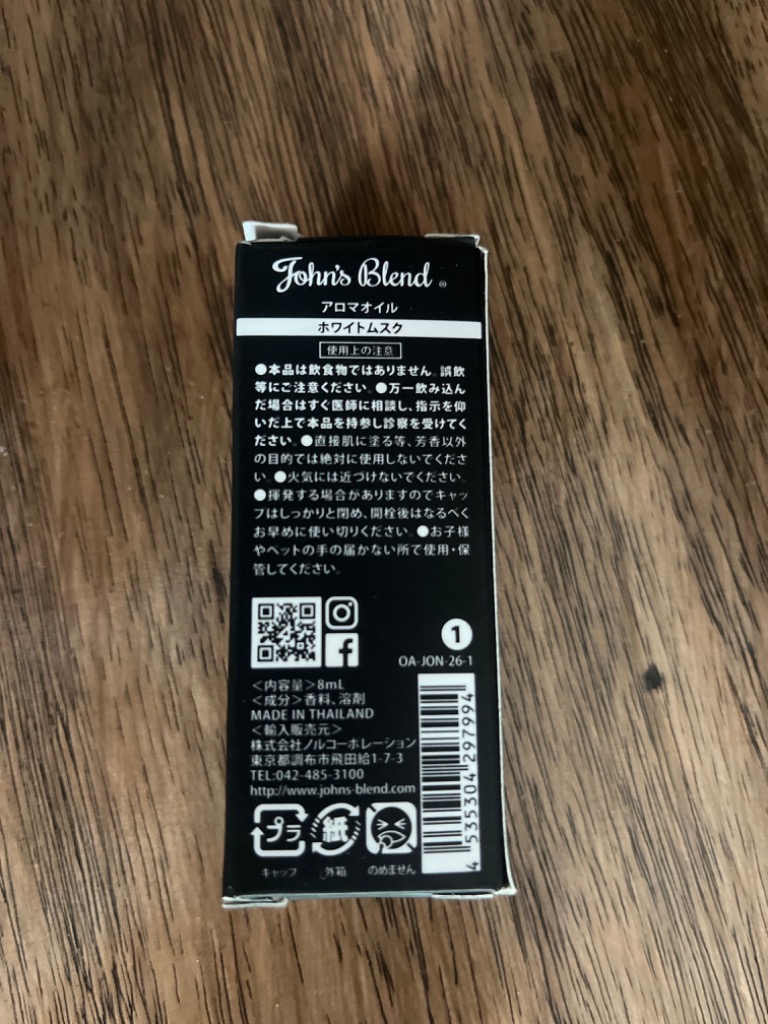 John's Blend ®
アロマオイル
ホワイトムスク
使用上の注意
●本品は飲食物ではありません。誤飲
等にご注意ください。●万一飲み込ん
だ場合はすぐ医師に相談し、指示を仰
いだ上で本品を持参し診察を受けてく
ださい。●直接肌に塗る等、芳香以外
の目的では絶対に使用しないでくださ
い。●火気には近づけないでください。
●揮発する場合がありますのでキャッ
プはしっかりと閉め、開栓後はなるべく
お早めに使い切りください。●お子様
やペットの手の届かない所で使用・保
管してください。
1
OA-JON-26-1
＜内容量＞8mL
＜成分＞香料、溶剤
MADE IN THAILAND
＜輸入販売元＞
株式会社ノルコーポレーション
東京都調布市飛田給1-7-3
TEL:042-485-3100
http://www.johns-blend.com
プラ
紙
キャップ
外箱
のめません
4 535304 297994